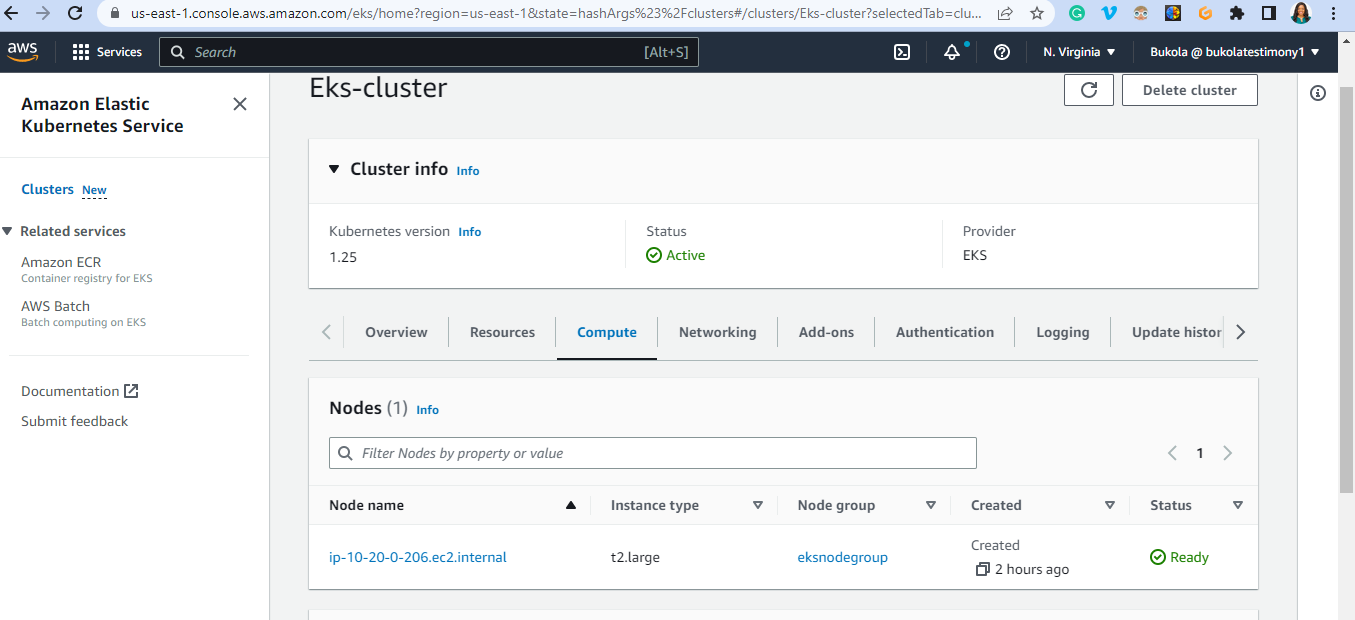 us-east-1.console.aws.amazon.com/eks/home?region=us-east-1&state=hashArgs%23%2Fclusters#/clusters/Eks-cluster?selectedTab=clu...
aws
Services
Search
[Alt+S]
N. Virginia
Bukola @ bukolatestimony1
Amazon Elastic
Kubernetes Service
Clusters New
Related services
Amazon ECR
Container registry for EKS
AWS Batch
Batch computing on EKS
Documentation
Submit feedback
Eks-cluster
Delete cluster
Cluster info Info
Kubernetes version Info
1.25
Status
Active
Provider
EKS
Overview
Resources
Compute
Networking
Add-ons
Authentication
Logging
Update histor
Nodes (1) Info
Filter Nodes by property or value
1
Node name
Instance type
Node group
Created
Status
ip-10-20-0-206.ec2.internal
t2.large
eksnodegroup
Created
2 hours ago
Ready